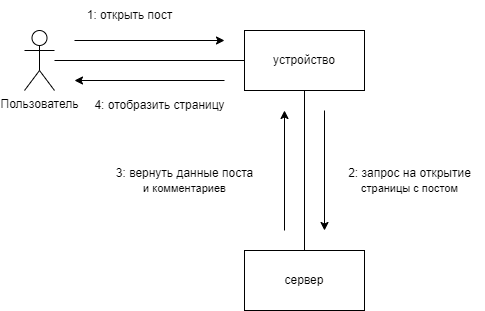 1: открыть пост
устройство
Пользователь
4: отобразить страницу
3: вернуть данные поста
и комментариев
2: запрос на открытие
страницы с постом
сервер